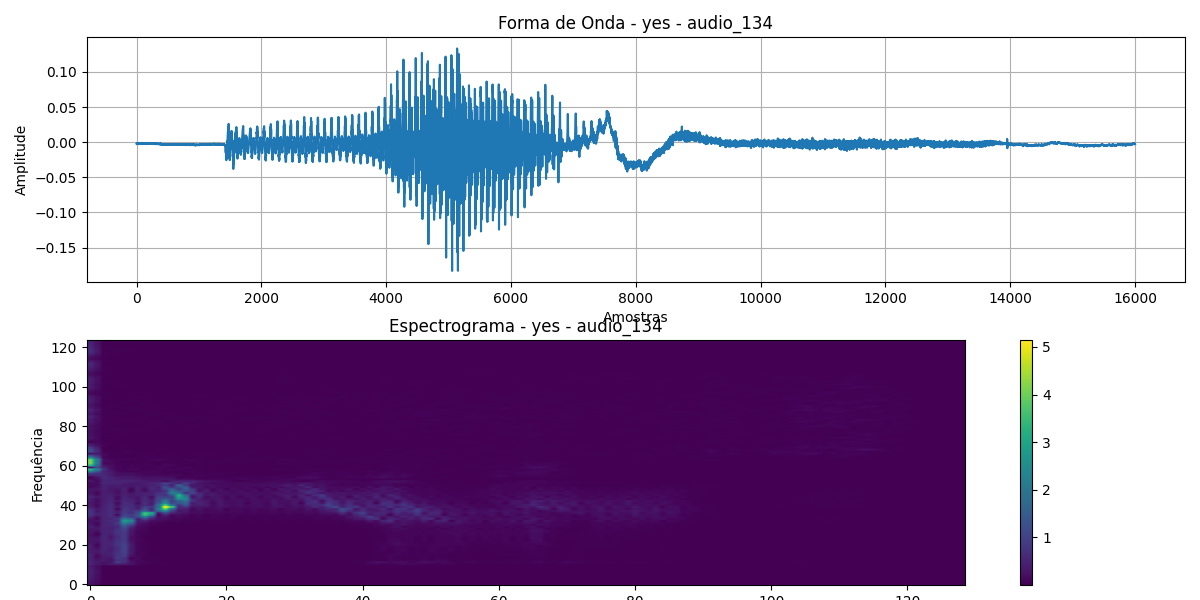 Forma de Onda - yes - audio_134
Amplitude
0.10
0.05
0.00
−0.05
−0.10
−0.15
0 2000 4000 6000 8000 10000 12000 14000 16000
Amostras
Espectrograma - yes - audio_134
Frequência
120
100
80
60
40
20
0
0 20 40 60 80 100 120
5
4
3
2
1